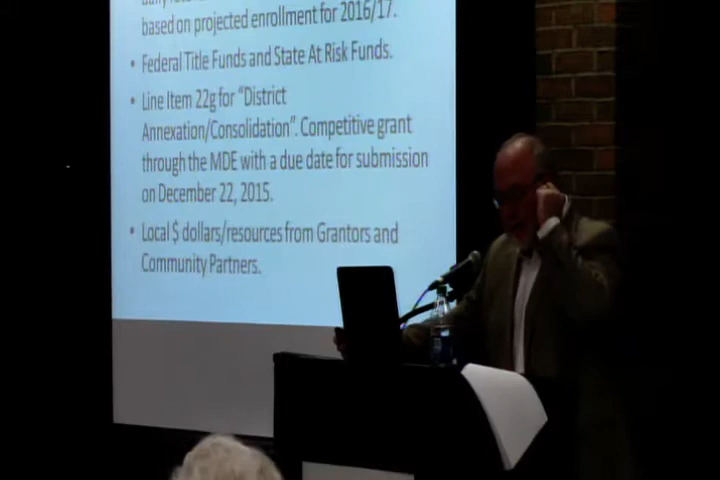 based on projected enrollment for 2016/17.
• Federal Title Funds and State At Risk Funds.
• Line Item 22g for "District
Annexation/Consolidation". Competitive grant
through the MDE with a due date for submission
on December 22, 2015.
• Local $ dollars/resources from Grantors and
Community Partners.